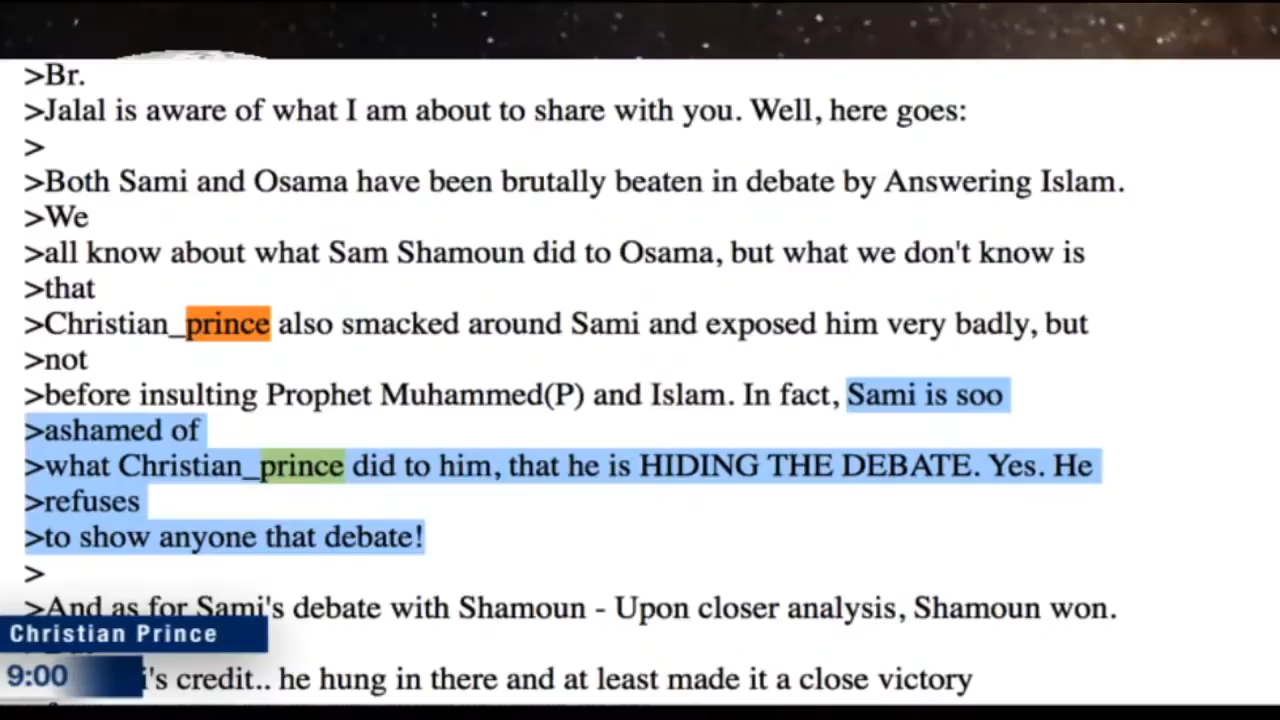 >Br.
>Jalal is aware of what I am about to share with you. Well, here goes:
>
>Both Sami and Osama have been brutally beaten in debate by Answering Islam.
>We
>all know about what Sam Shamoun did to Osama, but what we don't know is
>that
>Christian_prince also smacked around Sami and exposed him very badly, but
>not
>before insulting Prophet Muhammed(P) and Islam. In fact, Sami is soo
>ashamed of
>what Christian_prince did to him, that he is HIDING THE DEBATE. Yes. He
>refuses
>to show anyone that debate!
>
>And as for Sami's debate with Shamoun - Upon closer analysis, Shamoun won.
Christian Prince
9:00
i's credit.. he hung in there and at least made it a close victory